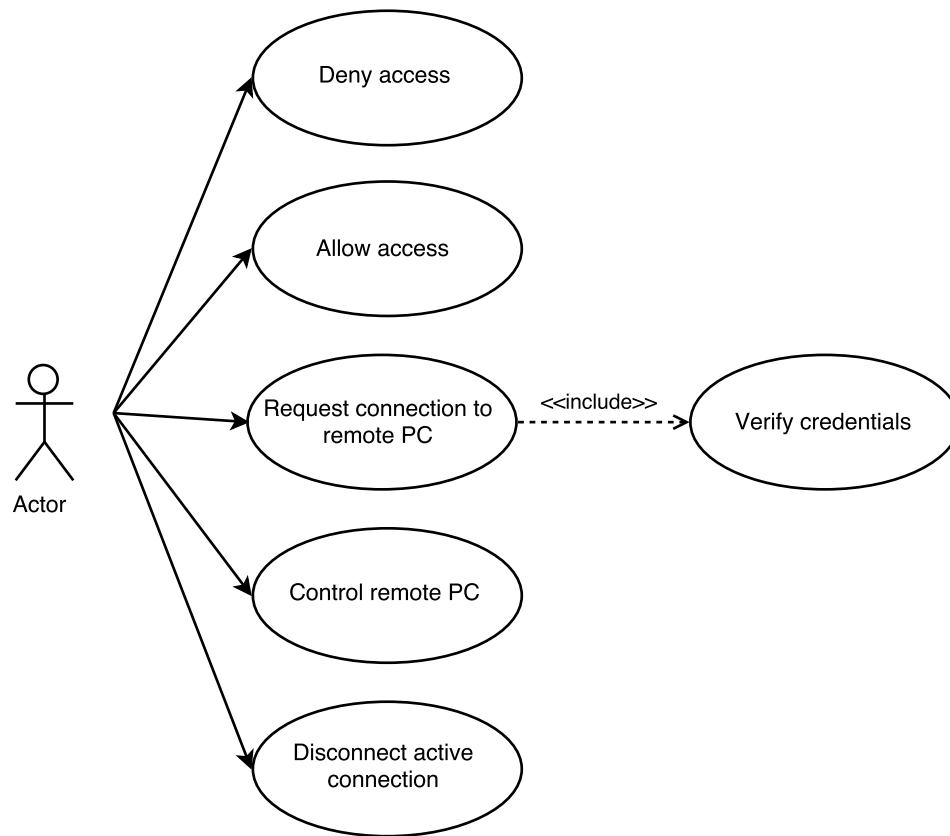 Deny access
Allow access
Request connection to
remote PC
<<include>>
Verify credentials
Actor
Control remote PC
Disconnect active
connection